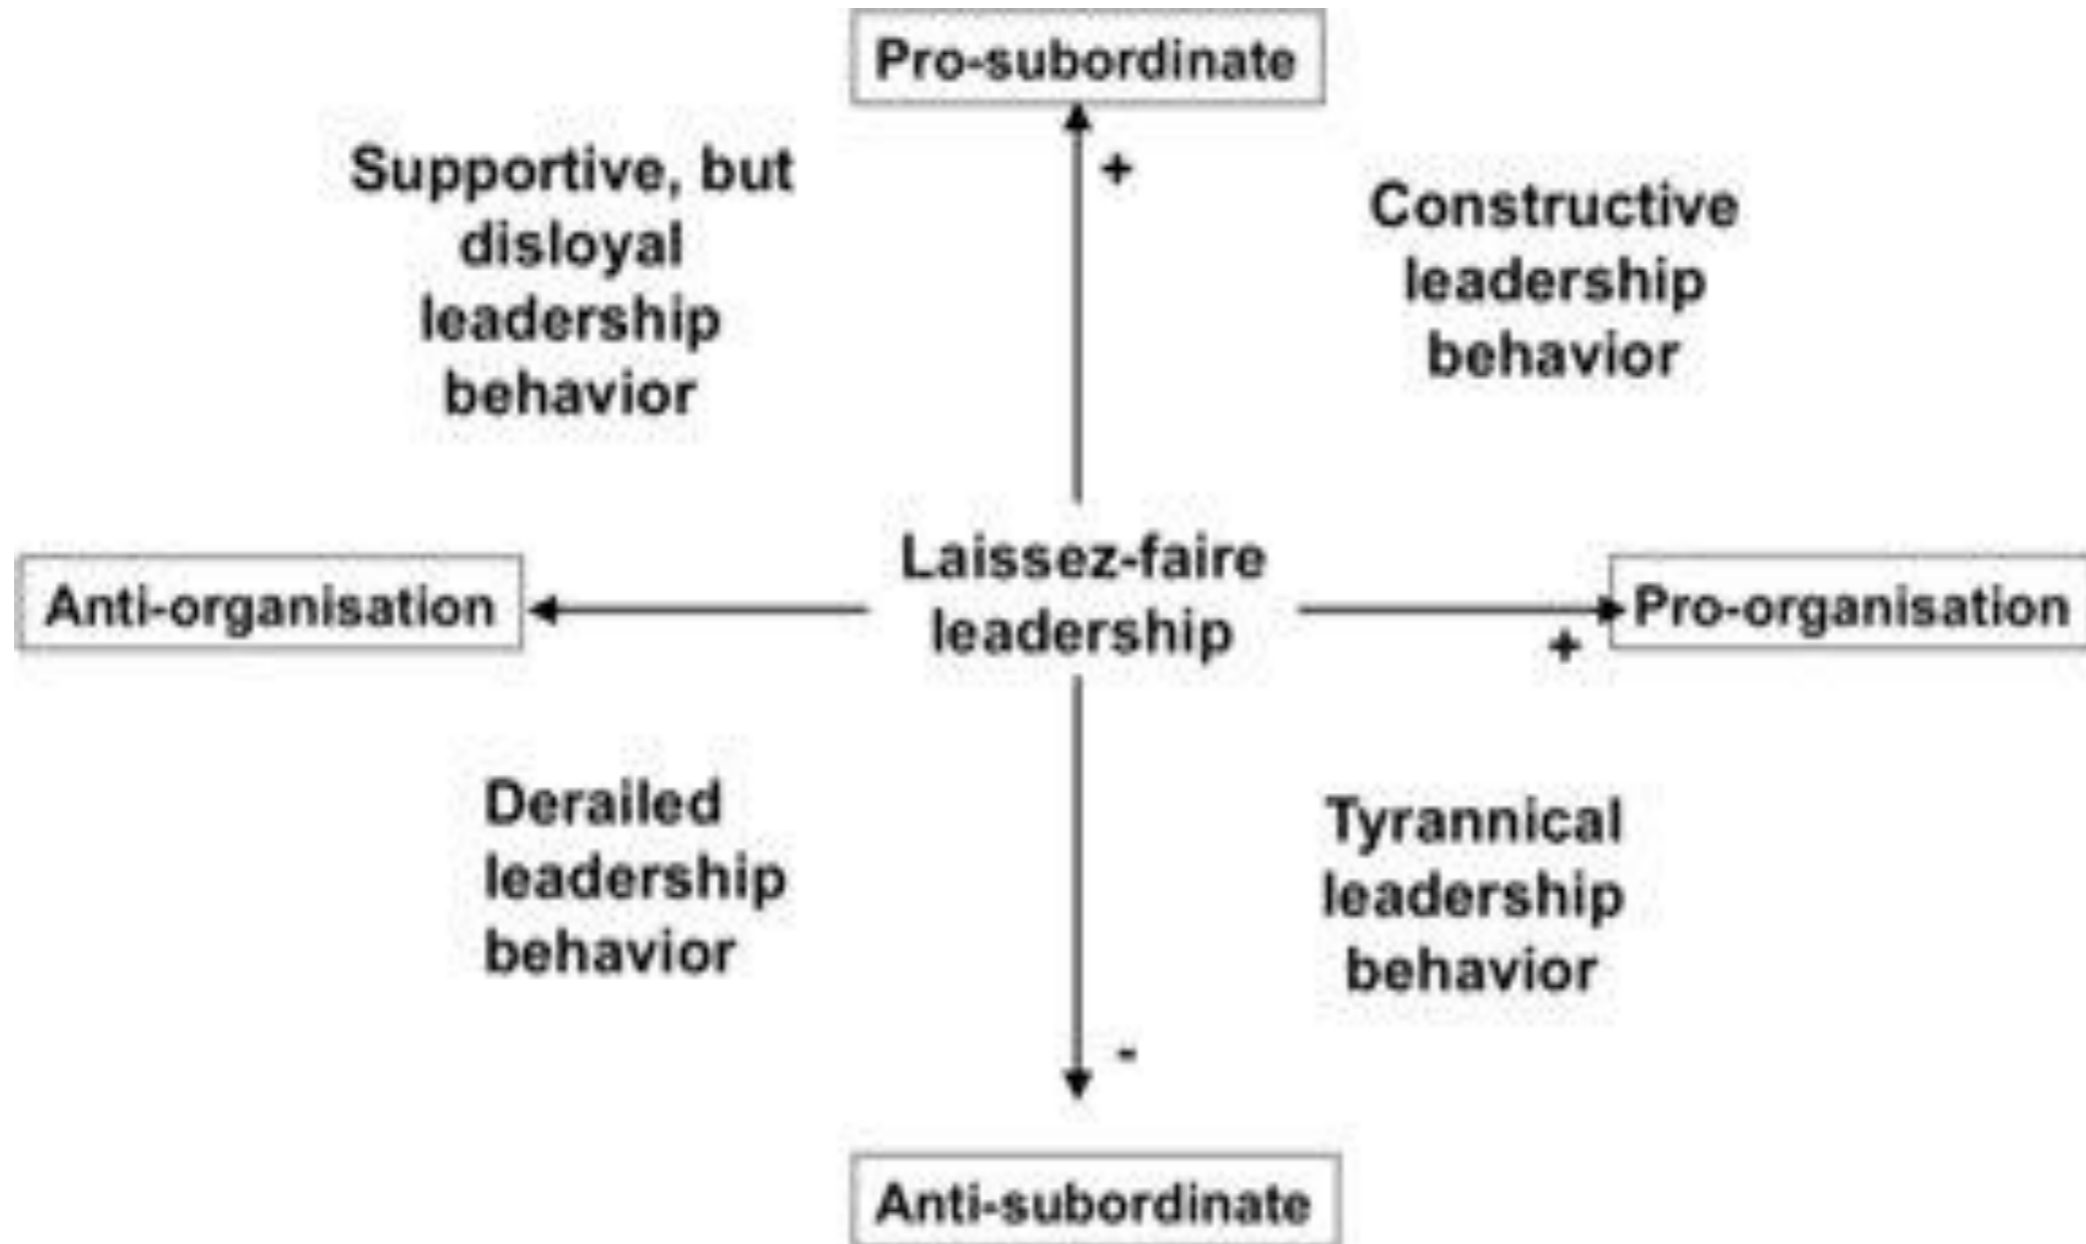 Pro-subordinate
+
Supportive, but
disloyal
leadership
behavior
Constructive
leadership
behavior
Anti-organisation
Laissez-faire
leadership
Pro-organisation
+
Derailed
leadership
behavior
Tyrannical
leadership
behavior
-
Anti-subordinate